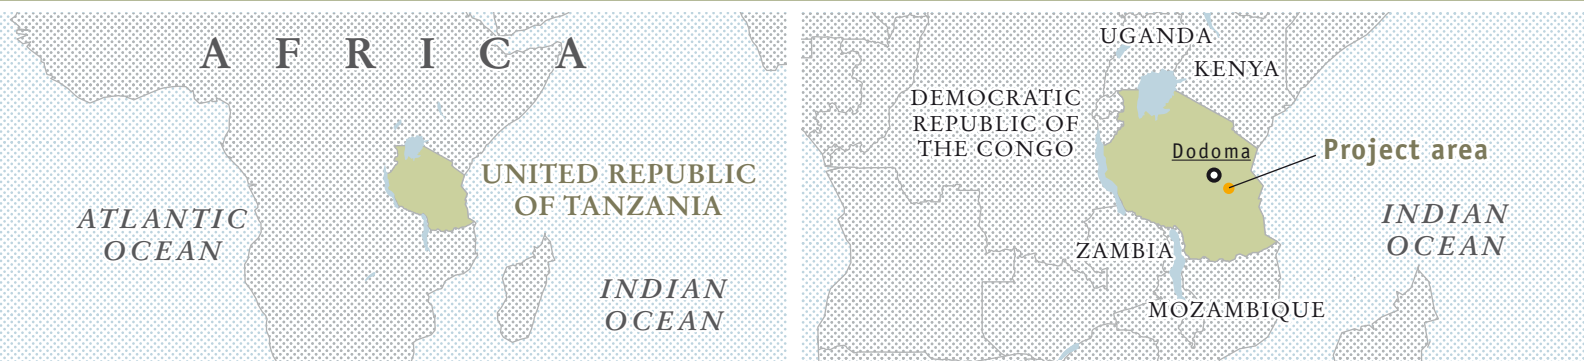 AFRICA
UNITED REPUBLIC
OF TANZANIA
ATLANTIC
OCEAN
INDIAN
OCEAN
UGANDA
KENYA
DEMOCRATIC
REPUBLIC OF
THE CONGO
Dodoma
Project area
INDIAN
OCEAN
ZAMBIA
MOZAMBIQUE